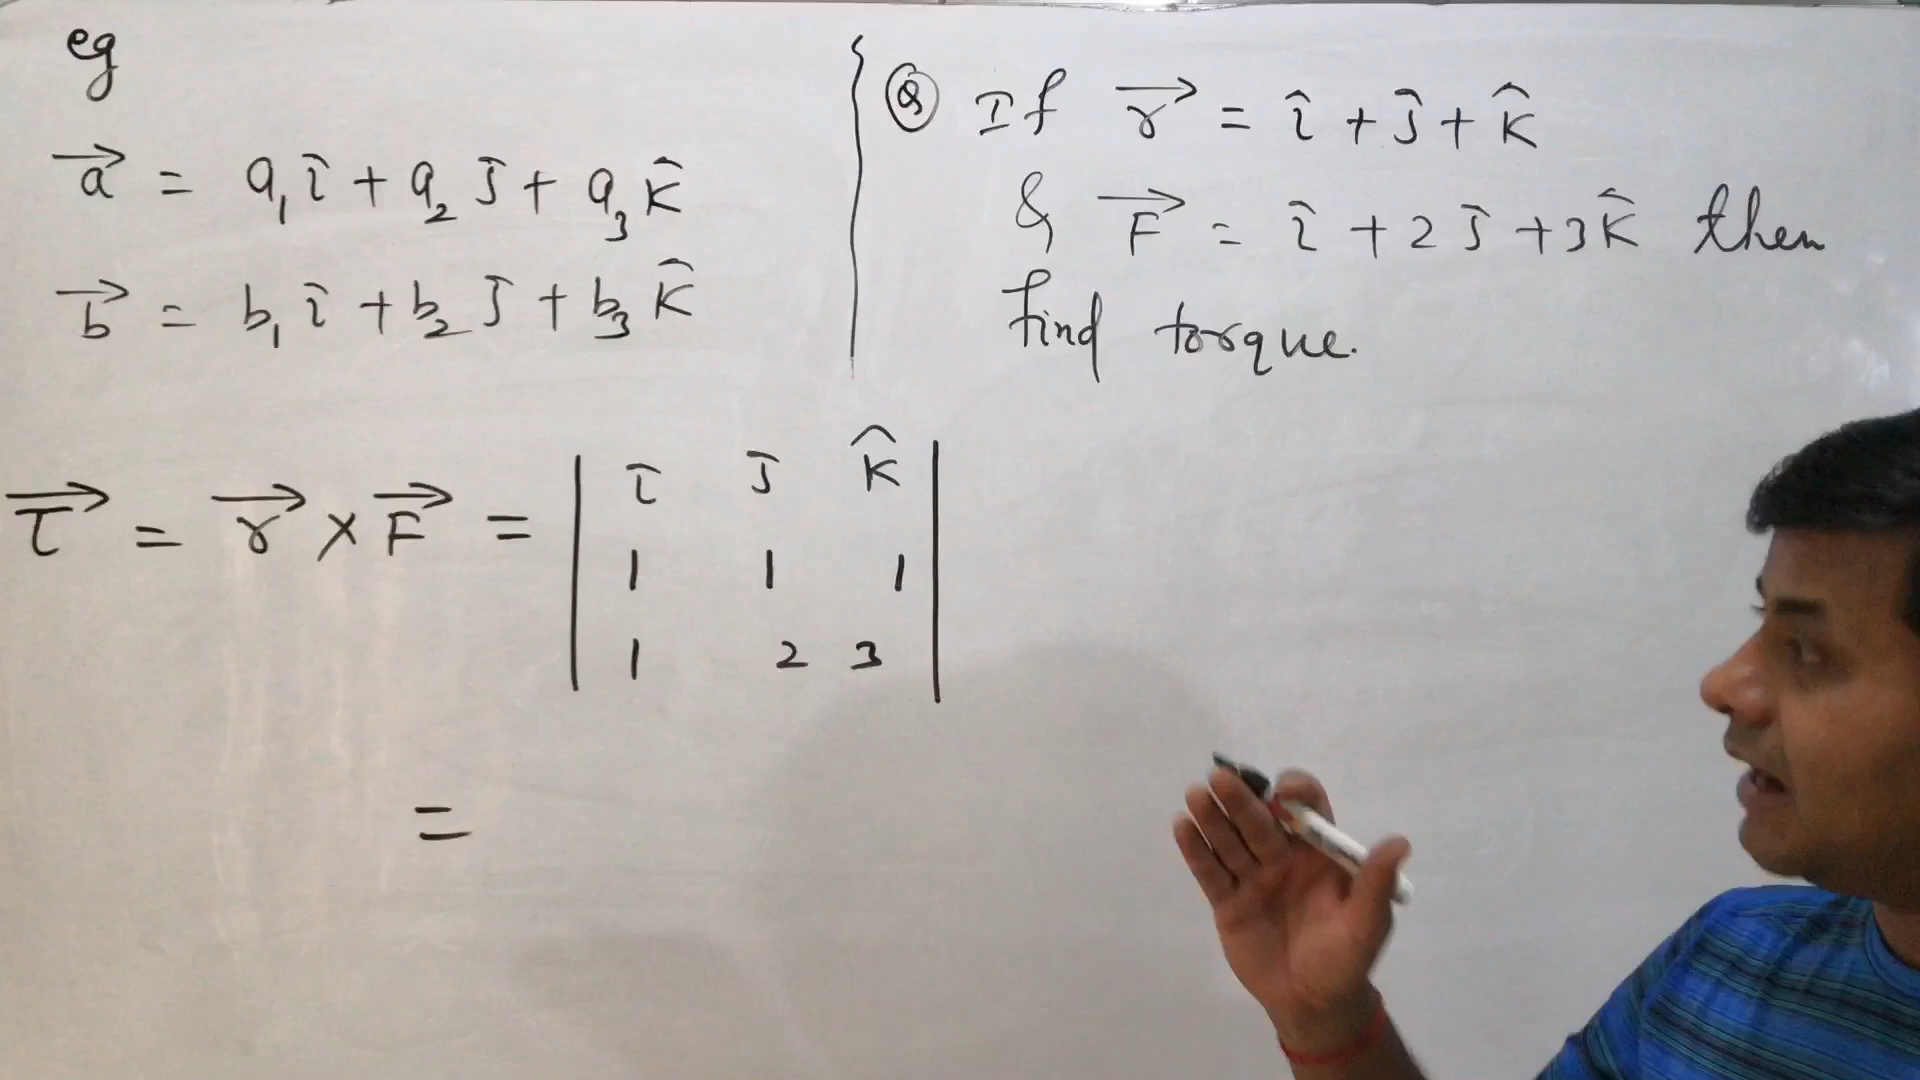 eg
a⃗ = a₁î + a₂ĵ + a₃k̂
b⃗ = b₁î + b₂ĵ + b₃k̂
Q If r⃗ = î + ĵ + k̂
& F⃗ = î + 2ĵ + 3k̂ then
find torque.
τ⃗ = r⃗ × F⃗ = | î ĵ k̂ |
| 1 1 1 |
| 1 2 3 |
=